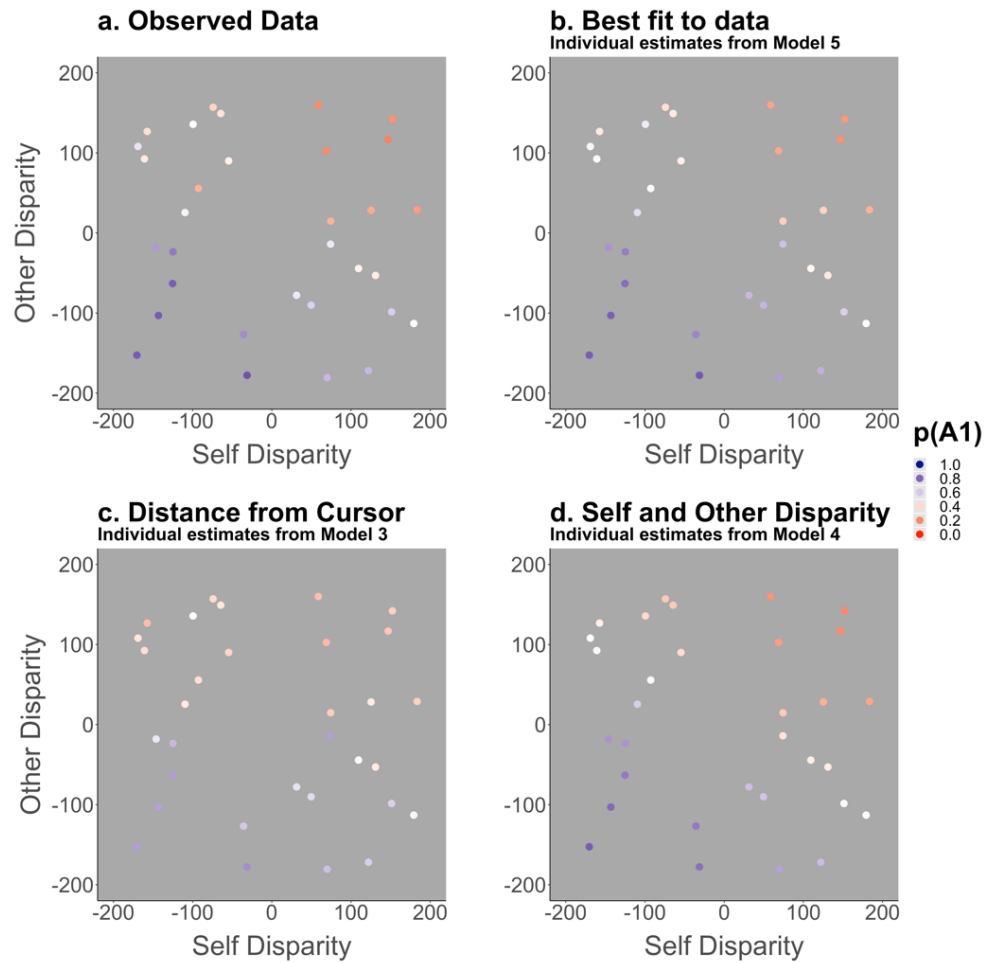 a. Observed Data
200
100
0
-100
-200
Other Disparity
-200 -100 0 100 200
Self Disparity
b. Best fit to data
Individual estimates from Model 5
200
100
0
-100
-200
-200 -100 0 100 200
Self Disparity
p(A1)
1.0
0.8
0.6
0.4
0.2
0.0
c. Distance from Cursor
Individual estimates from Model 3
200
100
0
-100
-200
Other Disparity
-200 -100 0 100 200
Self Disparity
d. Self and Other Disparity
Individual estimates from Model 4
200
100
0
-100
-200
-200 -100 0 100 200
Self Disparity